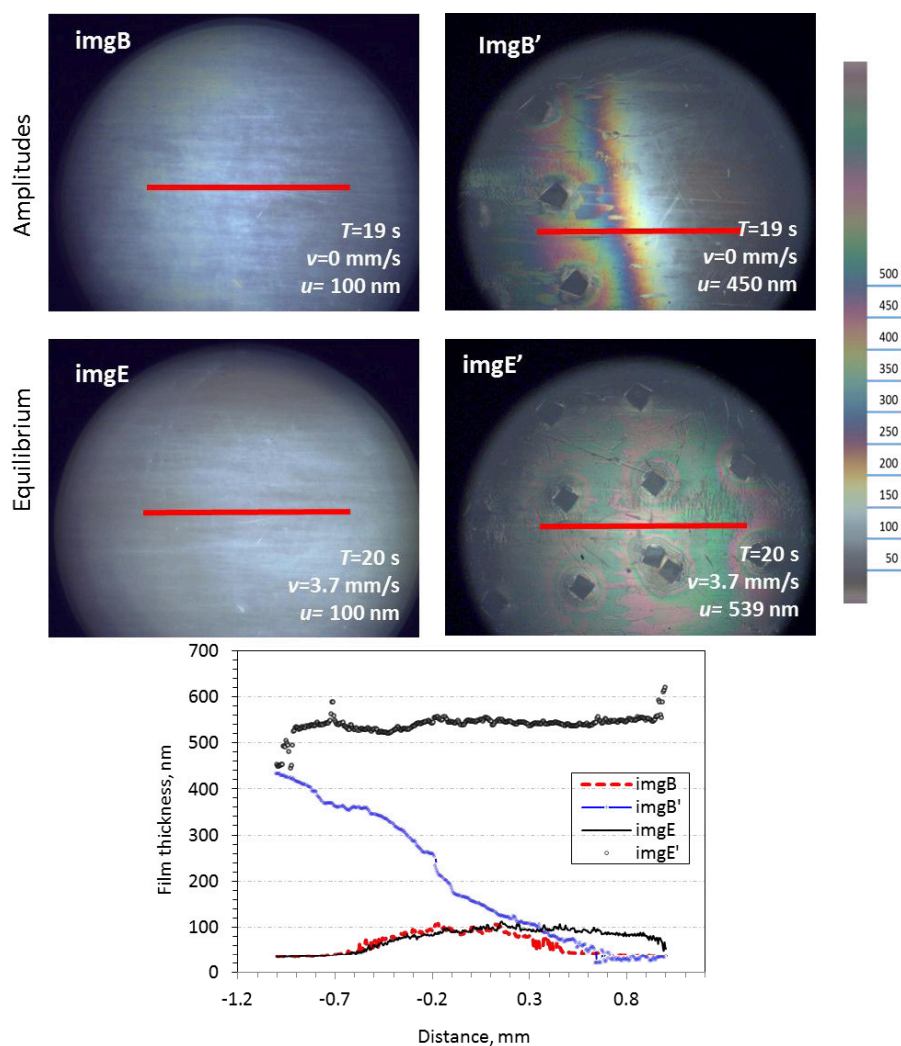 imgB
ImgB’
Amplitudes
T=19 s
v=0 mm/s
u= 100 nm
T=19 s
v=0 mm/s
u= 450 nm
500
450
400
350
300
250
200
150
100
50
imgE
imgE’
Equilibrium
T=20 s
v=3.7 mm/s
u= 100 nm
T=20 s
v=3.7 mm/s
u= 539 nm
700
600
500
400
300
200
100
0
Film thickness, nm
imgB
imgB'
imgE
imgE'
-1.2 -0.7 -0.2 0.3 0.8
Distance, mm